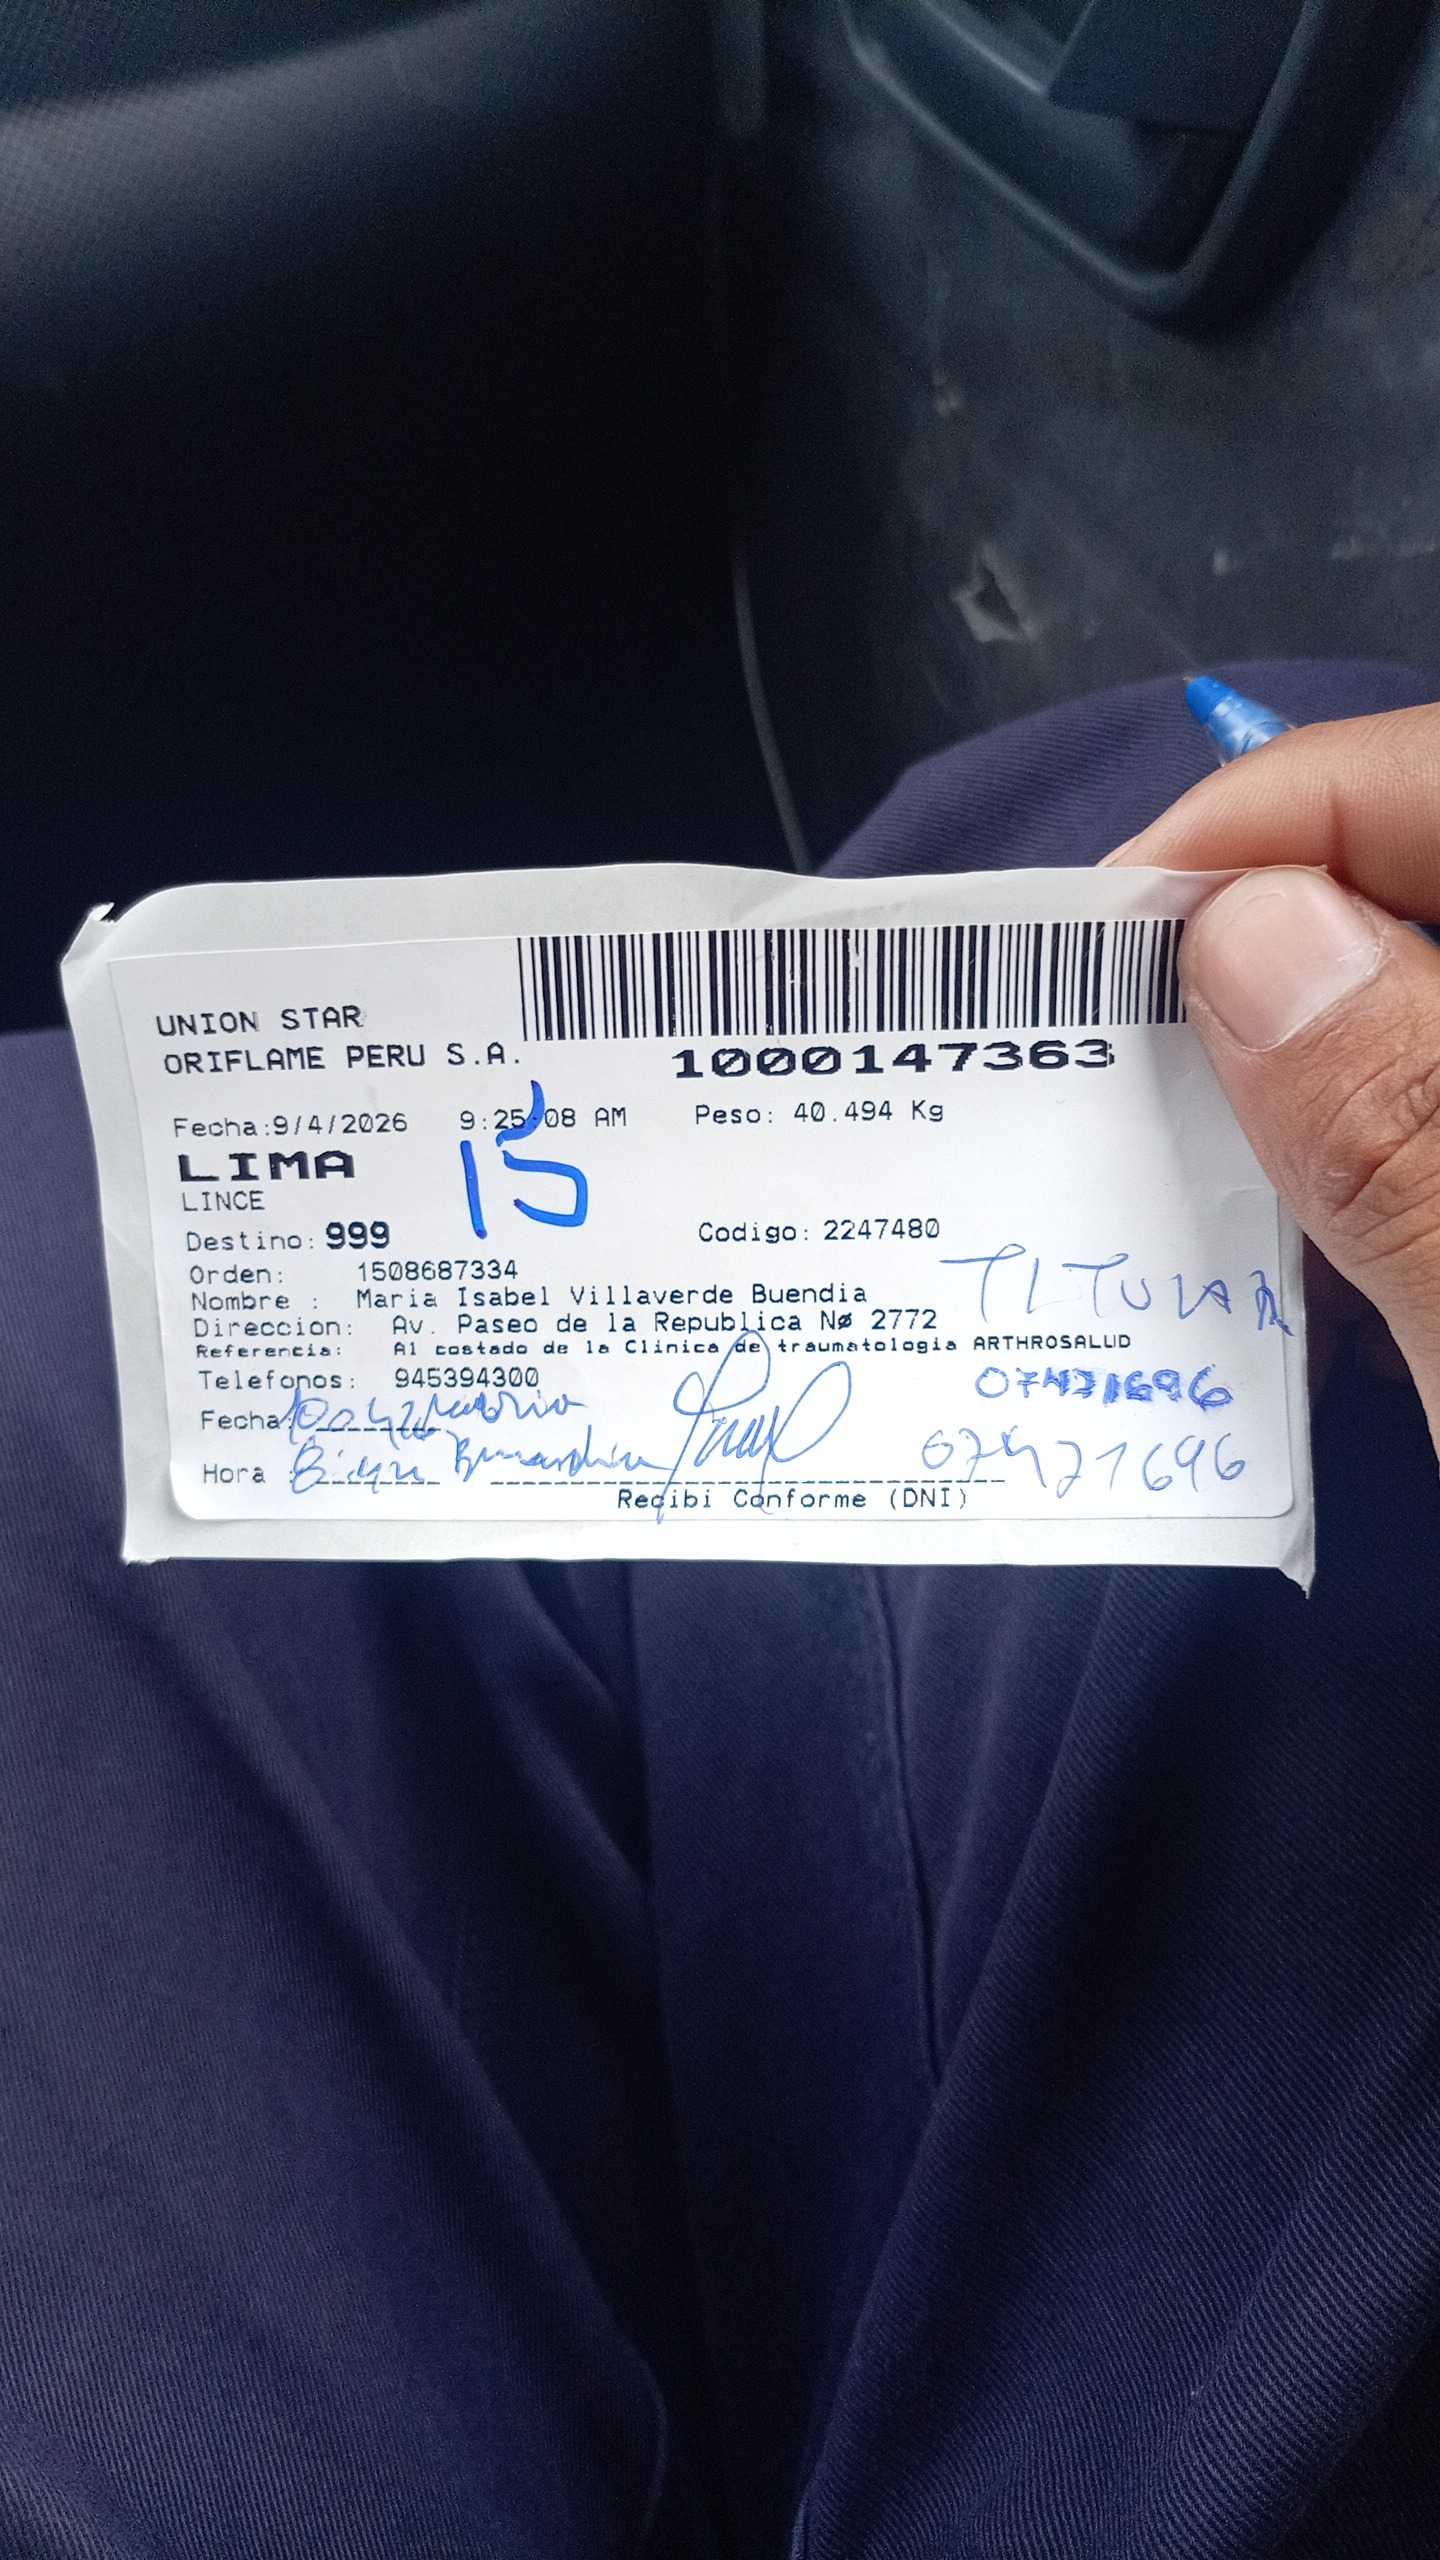 UNION STAR
ORIFLAME PERU S.A.
1000147363
Fecha:9/4/2026 9:25:08 AM Peso: 40.494 Kg
LIMA
15
LINCE
Destino: 999 Codigo: 2247480
Orden: 1508687334
TITULAR
Nombre : Maria Isabel Villaverde Buendia
Direccion: Av. Paseo de la Republica Nø 2772
Referencia: Al costado de la Clinica de traumatologia ARTHROSALUD
Telefonos: 945394300
07471696
Fecha:
07471696
Hora :
Recibi Conforme (DNI)